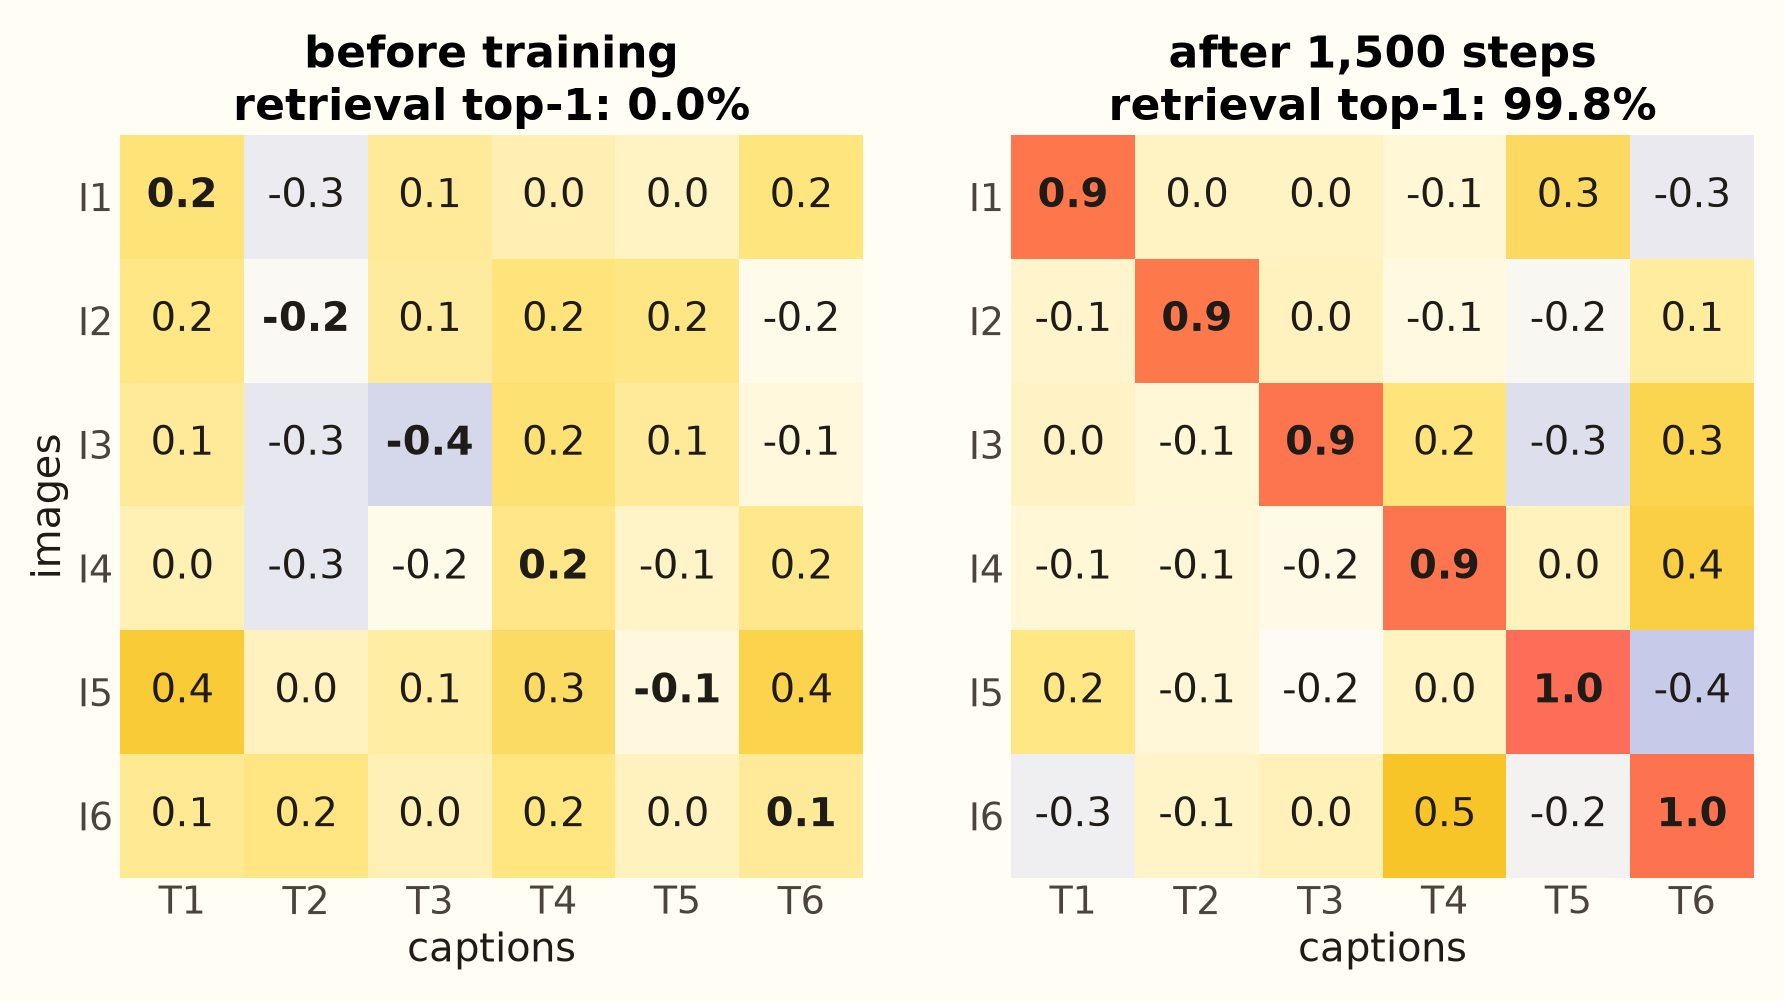 before training
retrieval top-1: 0.0%
I1 0.2 -0.3 0.1 0.0 0.0 0.2
I2 0.2 -0.2 0.1 0.2 0.2 -0.2
I3 0.1 -0.3 -0.4 0.2 0.1 -0.1
I4 0.0 -0.3 -0.2 0.2 -0.1 0.2
I5 0.4 0.0 0.1 0.3 -0.1 0.4
I6 0.1 0.2 0.0 0.2 0.0 0.1
T1 T2 T3 T4 T5 T6
captions
images
after 1,500 steps
retrieval top-1: 99.8%
I1 0.9 0.0 0.0 -0.1 0.3 -0.3
I2 -0.1 0.9 0.0 -0.1 -0.2 0.1
I3 0.0 -0.1 0.9 0.2 -0.3 0.3
I4 -0.1 -0.1 -0.2 0.9 0.0 0.4
I5 0.2 -0.1 -0.2 0.0 1.0 -0.4
I6 -0.3 -0.1 0.0 0.5 -0.2 1.0
T1 T2 T3 T4 T5 T6
captions